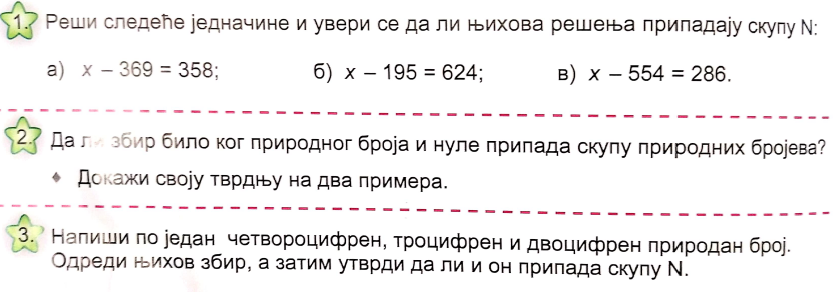 1. Реши следеће једначине и увери се да ли њихова решења припадају скупу N:
а) x – 369 = 358; б) x – 195 = 624; в) x – 554 = 286.
2. Да ли збир било ког природног броја и нуле припада скупу природних бројева?
♦ Докажи своју тврдњу на два примера.
3. Напиши по један четвороцифрен, троцифрен и двоцифрен природан број.
Одреди њихов збир, а затим утврди да ли и он припада скупу N.